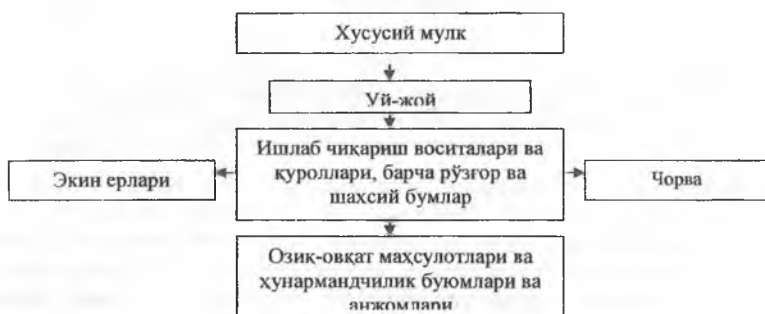 Хусусий мулк
Уй-жой
Ишлаб чиқариш воситалари ва
қуроллари, барча рўзғор ва
шахсий бумлар
Экин ерлари
Чорва
Озиқ-овқат маҳсулотлари ва
ҳунармандчилик буюмлари ва
анжомлари